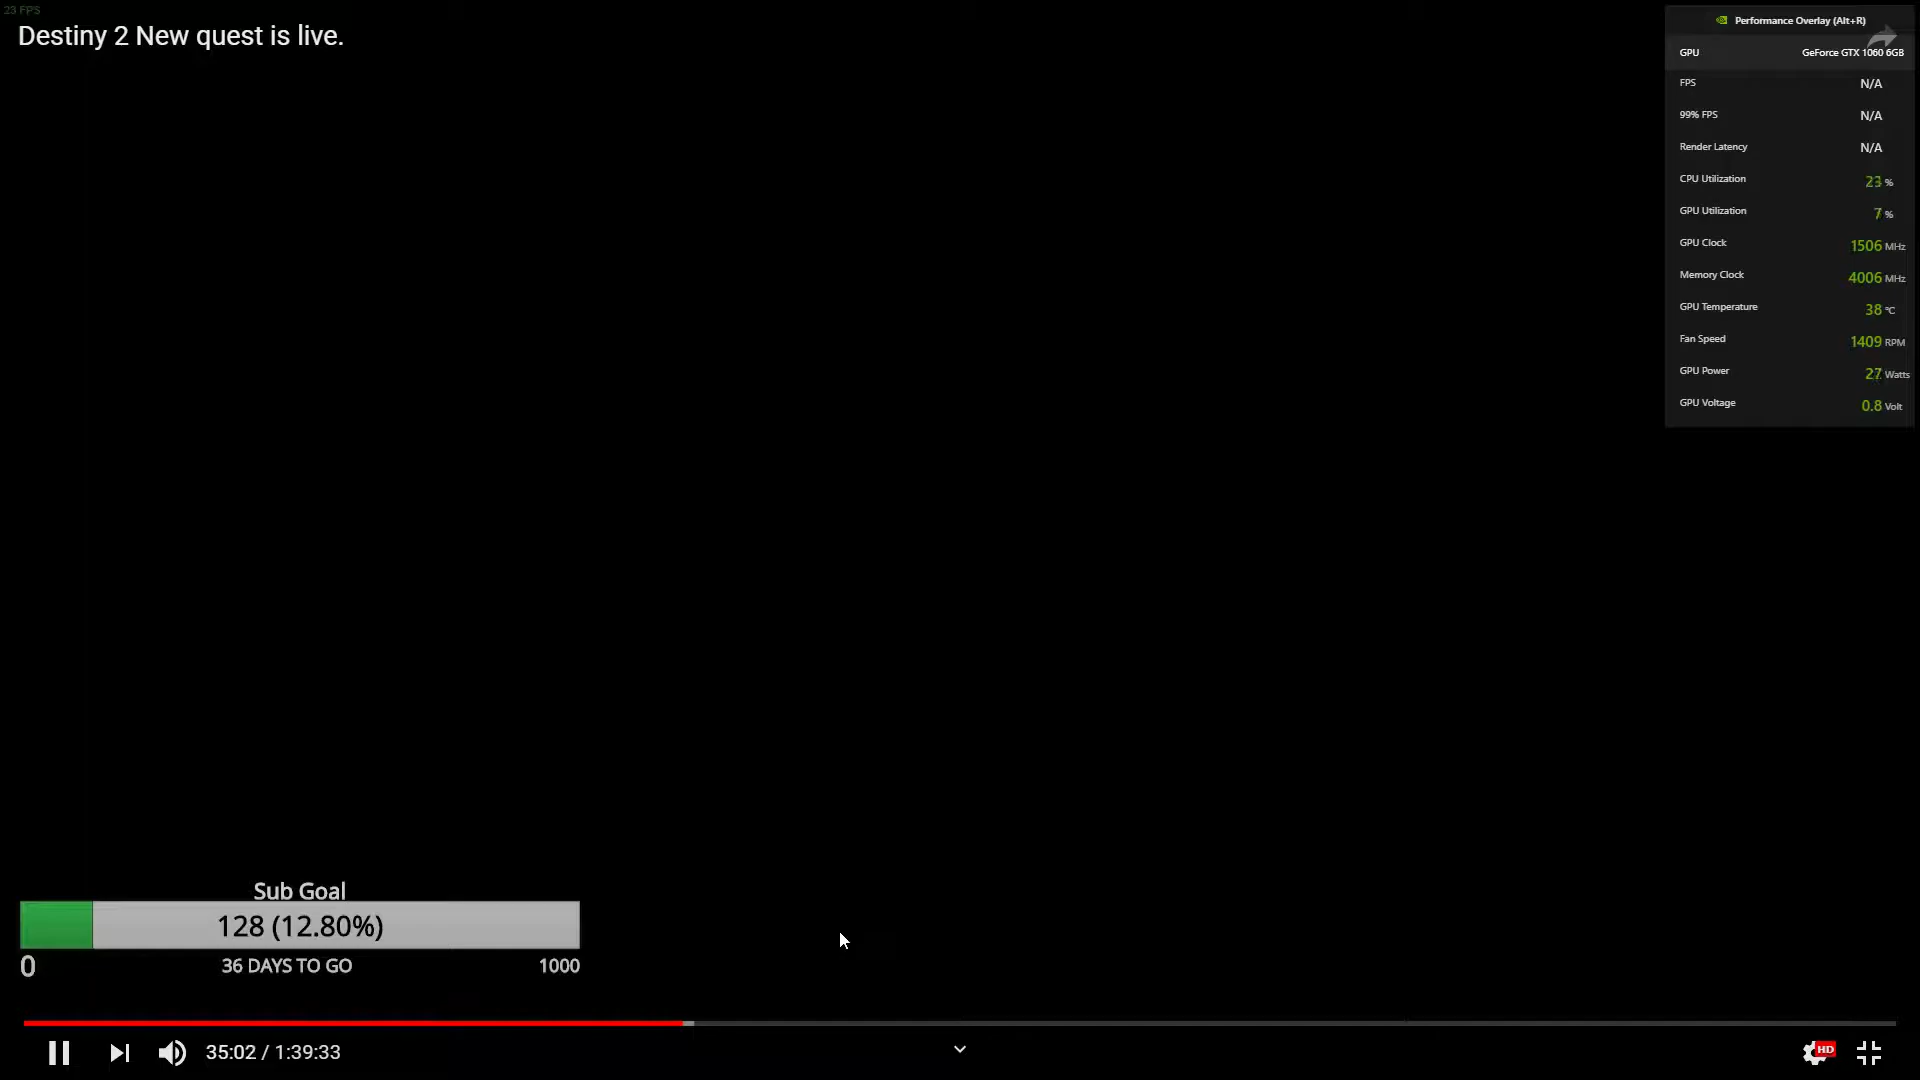 23 FPS
Destiny 2 New quest is live.
Performance Overlay (Alt+R)
GPU GeForce GTX 1060 6GB
FPS N/A
99% FPS N/A
Render Latency N/A
CPU Utilization 23 %
GPU Utilization 7 %
GPU Clock 1506 MHz
Memory Clock 4006 MHz
GPU Temperature 38 °C
Fan Speed 1409 RPM
GPU Power 27 Watts
GPU Voltage 0.8 Volt
Sub Goal
128 (12.80%)
0 36 DAYS TO GO 1000
35:02 / 1:39:33
HD